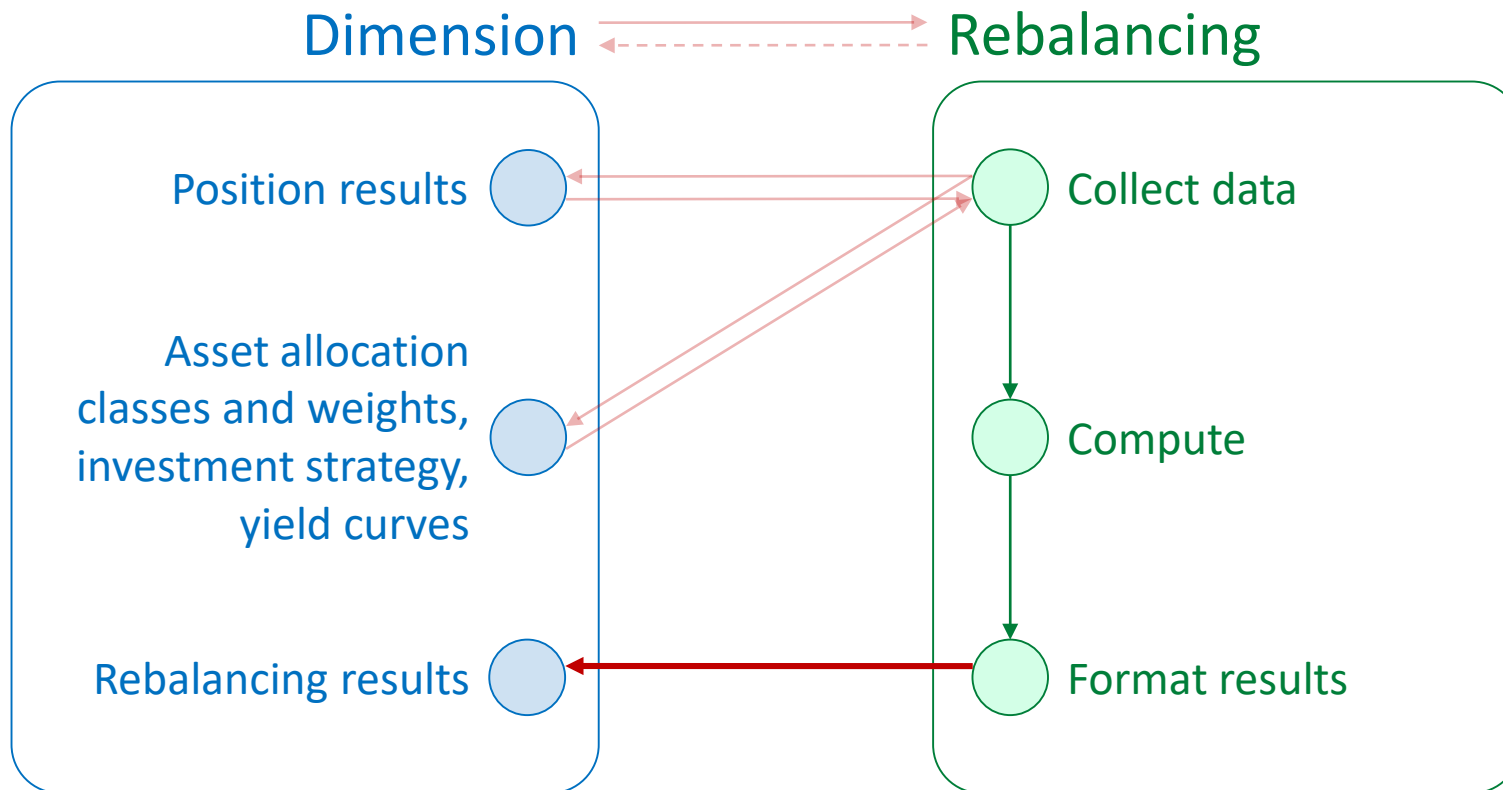 Dimension
Rebalancing
Position results
Collect data
Asset allocation
classes and weights,
investment strategy,
yield curves
Compute
Rebalancing results
Format results